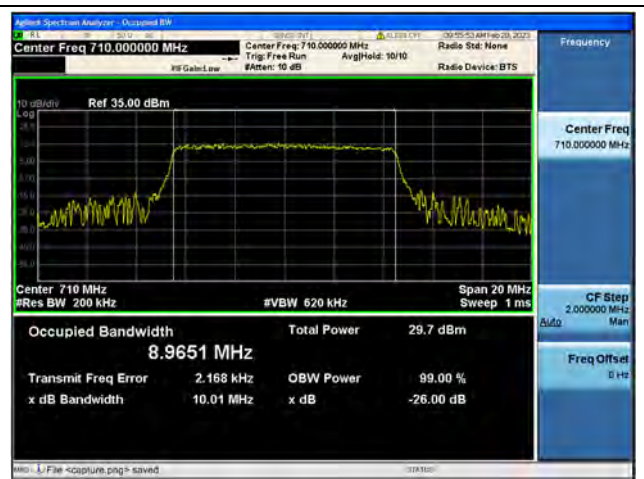 Agilent Spectrum Analyzer - Occupied BW
RL
Center Freq 710.000000 MHz
Center Freq: 710.000000 MHz
Radio Std: None
Trig: Free Run
Avg|Hold: 10/10
#IFGain:Low
#Atten: 10 dB
Radio Device: BTS
Frequency
10 dB/div
Ref 35.00 dBm
Log
Center Freq
710.000000 MHz
Center 710 MHz
Span 20 MHz
#Res BW 200 kHz
#VBW 620 kHz
Sweep 1 ms
CF Step
2.000000 MHz
Auto
Man
Occupied Bandwidth
Total Power
29.7 dBm
8.9651 MHz
Freq Offset
0 Hz
Transmit Freq Error
2.168 kHz
OBW Power
99.00 %
x dB Bandwidth
10.01 MHz
x dB
-26.00 dB
File <capture.png> saved
STATUS